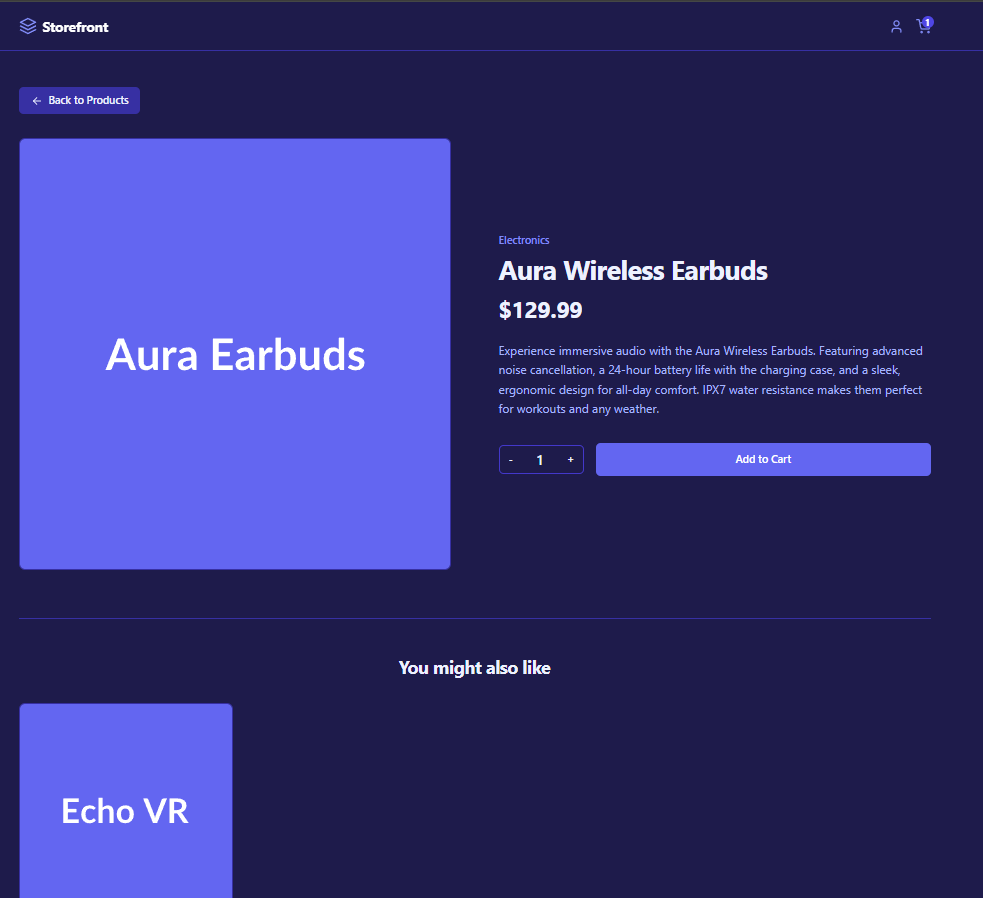 Storefront
1
Back to Products
Aura Earbuds
Electronics
Aura Wireless Earbuds
$129.99
Experience immersive audio with the Aura Wireless Earbuds. Featuring advanced
noise cancellation, a 24-hour battery life with the charging case, and a sleek,
ergonomic design for all-day comfort. IPX7 water resistance makes them perfect
for workouts and any weather.
- 1 +
Add to Cart
You might also like
Echo VR